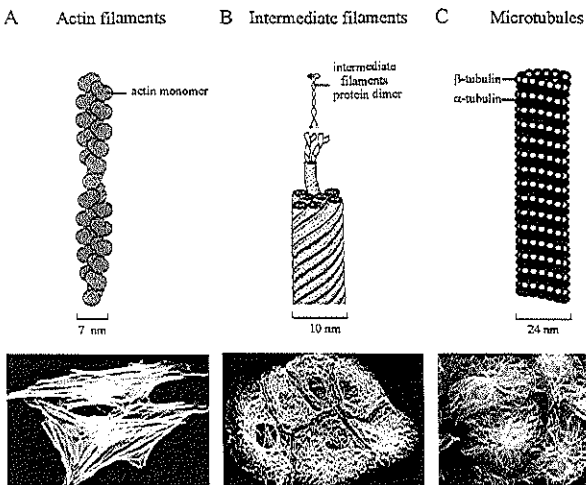 A Actin filaments
B Intermediate filaments
C Microtubules
actin monomer
intermediate
filaments
protein dimer
β-tubulin
α-tubulin
7 nm
10 nm
24 nm